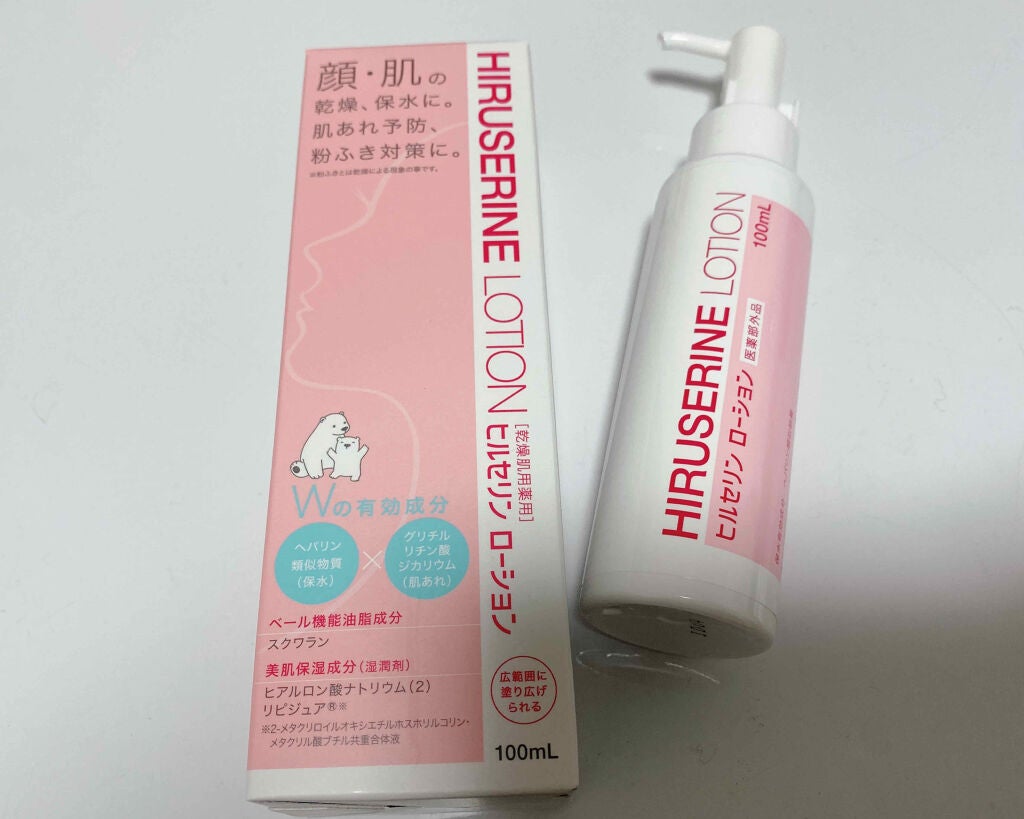 顔・肌の
乾燥、保水に。
肌あれ予防、
粉ふき対策に。
※粉ふきとは乾燥による現象の事です。
HIRUSERINE LOTION
[乾燥肌用薬用]
ヒルセリン ローション
Wの有効成分
ヘパリン
類似物質
(保水)
×
グリチル
リチン酸
ジカリウム
(肌あれ)
ベール機能油脂成分
スクワラン
美肌保湿成分(湿潤剤)
ヒアルロン酸ナトリウム(2)
リピジュア®※
※2-メタクリロイルオキシエチルホスホリルコリン・
メタクリル酸ブチル共重合体液
広範囲に
塗り広げ
られる
100mL
HIRUSERINE LOTION
ヒルセリン ローション 医薬部外品
100mL